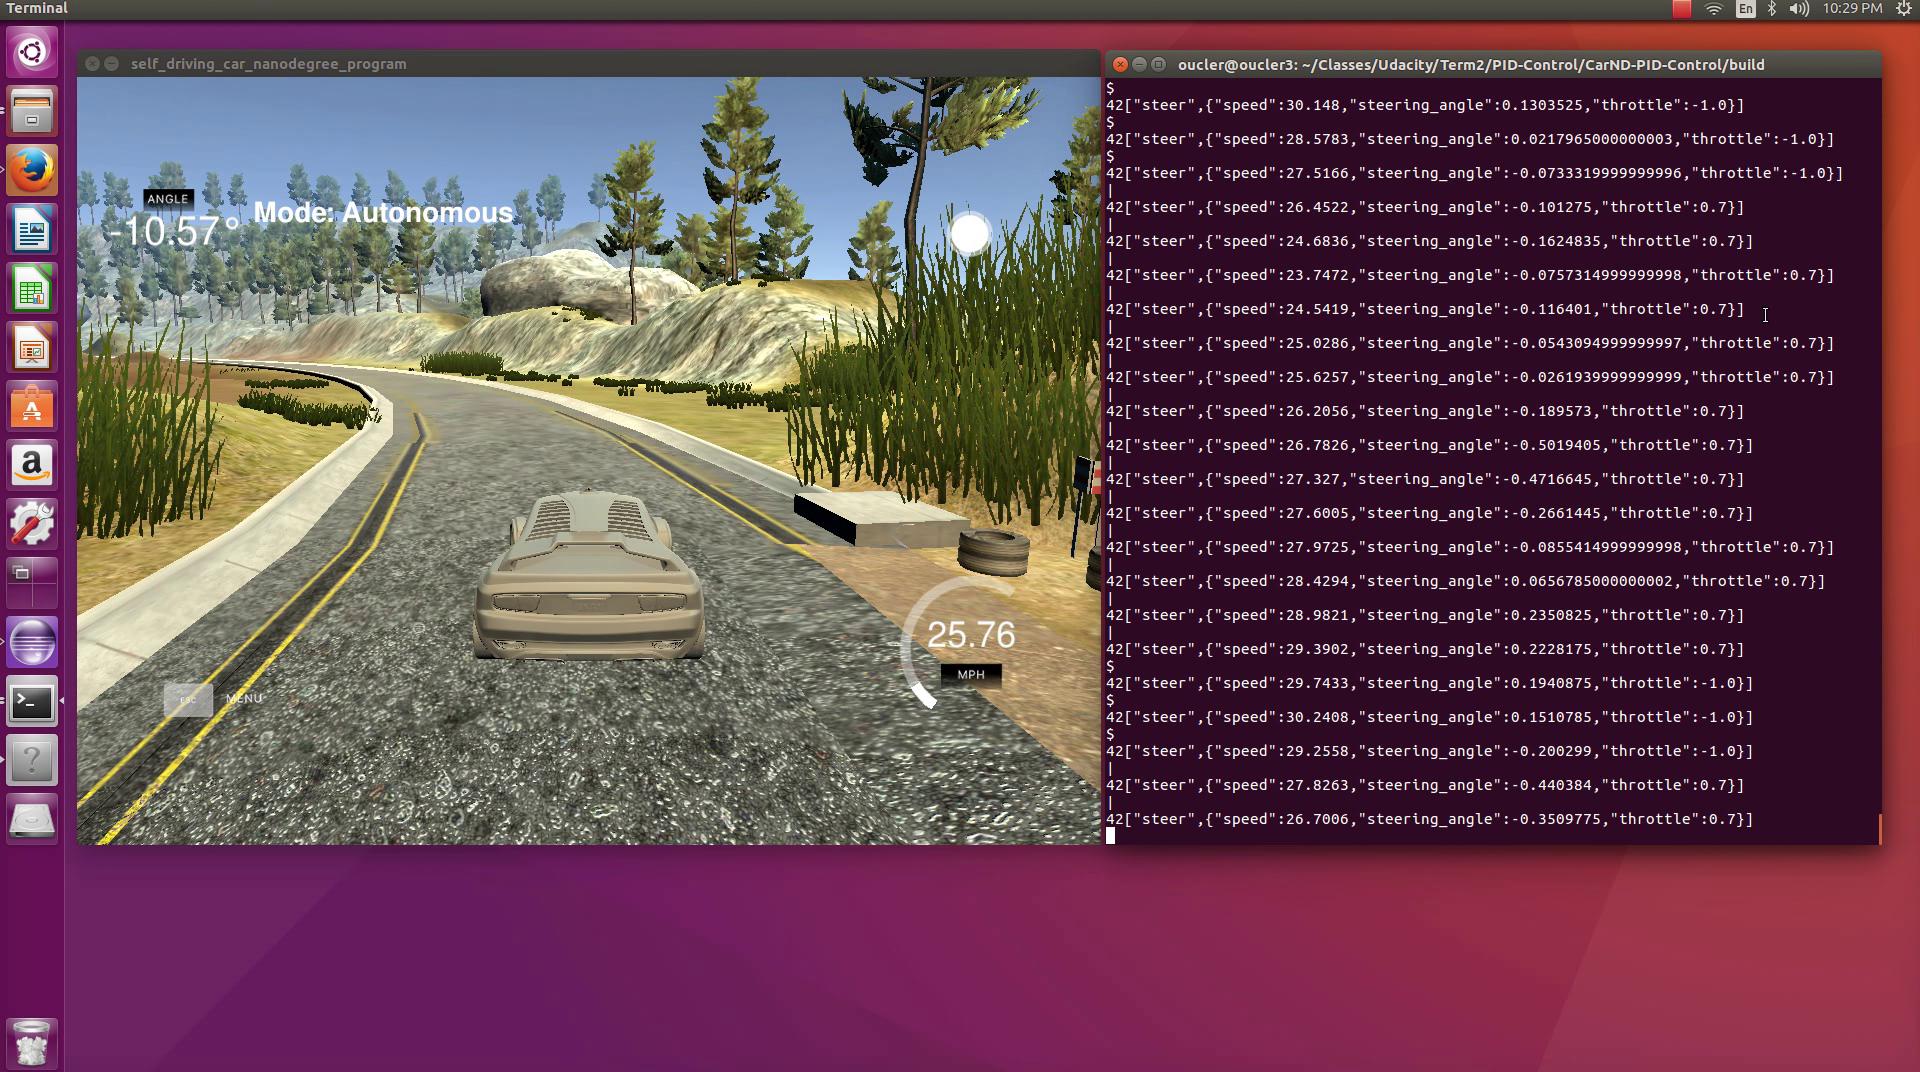 Terminal
En
10:29 PM
self_driving_car_nanodegree_program
ANGLE
-10.57°
Mode: Autonomous
25.76
MPH
ESC
MENU
a
oucler@oucler3: ~/Classes/Udacity/Term2/PID-Control/CarND-PID-Control/build
$
42["steer",{"speed":30.148,"steering_angle":0.1303525,"throttle":-1.0}]
$
42["steer",{"speed":28.5783,"steering_angle":0.0217965000000003,"throttle":-1.0}]
$
42["steer",{"speed":27.5166,"steering_angle":-0.0733319999999996,"throttle":-1.0}]
|
42["steer",{"speed":26.4522,"steering_angle":-0.101275,"throttle":0.7}]
|
42["steer",{"speed":24.6836,"steering_angle":-0.1624835,"throttle":0.7}]
|
42["steer",{"speed":23.7472,"steering_angle":-0.0757314999999998,"throttle":0.7}]
|
42["steer",{"speed":24.5419,"steering_angle":-0.116401,"throttle":0.7}]
|
42["steer",{"speed":25.0286,"steering_angle":-0.0543094999999997,"throttle":0.7}]
|
42["steer",{"speed":25.6257,"steering_angle":-0.0261939999999999,"throttle":0.7}]
|
42["steer",{"speed":26.2056,"steering_angle":-0.189573,"throttle":0.7}]
|
42["steer",{"speed":26.7826,"steering_angle":-0.5019405,"throttle":0.7}]
|
42["steer",{"speed":27.327,"steering_angle":-0.4716645,"throttle":0.7}]
|
42["steer",{"speed":27.6005,"steering_angle":-0.2661445,"throttle":0.7}]
|
42["steer",{"speed":27.9725,"steering_angle":-0.0855414999999998,"throttle":0.7}]
|
42["steer",{"speed":28.4294,"steering_angle":0.0656785000000002,"throttle":0.7}]
|
42["steer",{"speed":28.9821,"steering_angle":0.2350825,"throttle":0.7}]
|
42["steer",{"speed":29.3902,"steering_angle":0.2228175,"throttle":0.7}]
$
42["steer",{"speed":29.7433,"steering_angle":0.1940875,"throttle":-1.0}]
$
42["steer",{"speed":30.2408,"steering_angle":0.1510785,"throttle":-1.0}]
$
42["steer",{"speed":29.2558,"steering_angle":-0.200299,"throttle":-1.0}]
|
42["steer",{"speed":27.8263,"steering_angle":-0.440384,"throttle":0.7}]
|
42["steer",{"speed":26.7006,"steering_angle":-0.3509775,"throttle":0.7}]